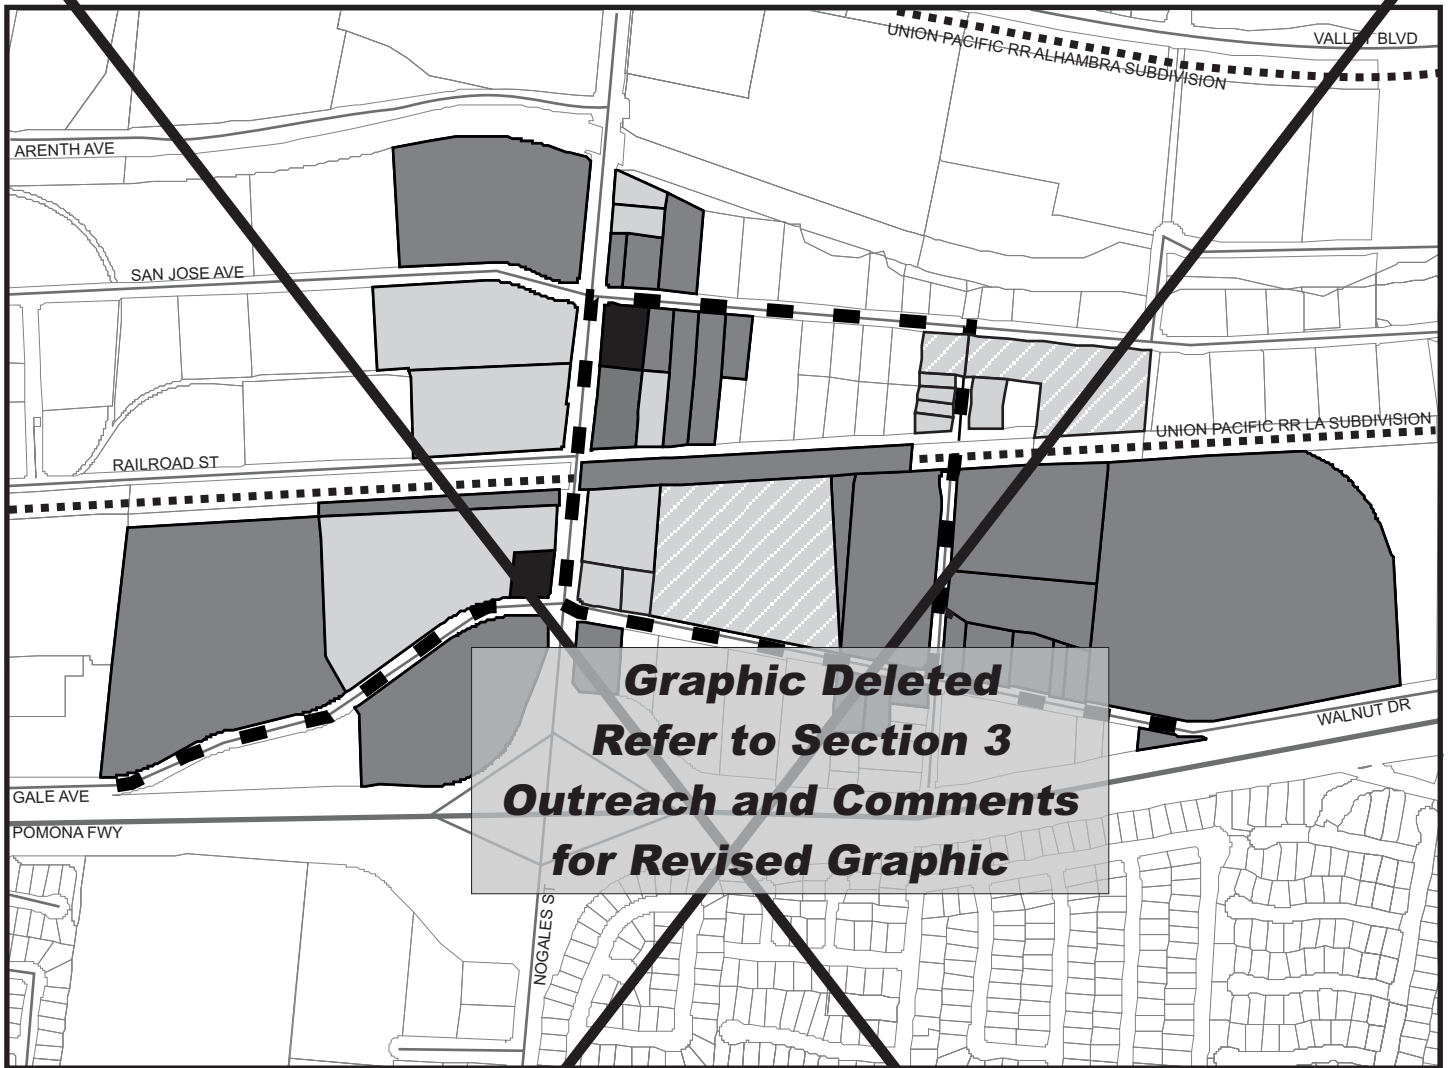 VALLEY BLVD
UNION PACIFIC RR ALHAMBRA SUBDIVISION
ARENTH AVE
SAN JOSE AVE
UNION PACIFIC RR LA SUBDIVISION
RAILROAD ST
Graphic Deleted
Refer to Section 3
Outreach and Comments
for Revised Graphic
WALNUT DR
GALE AVE
POMONA FWY
NOGALES ST